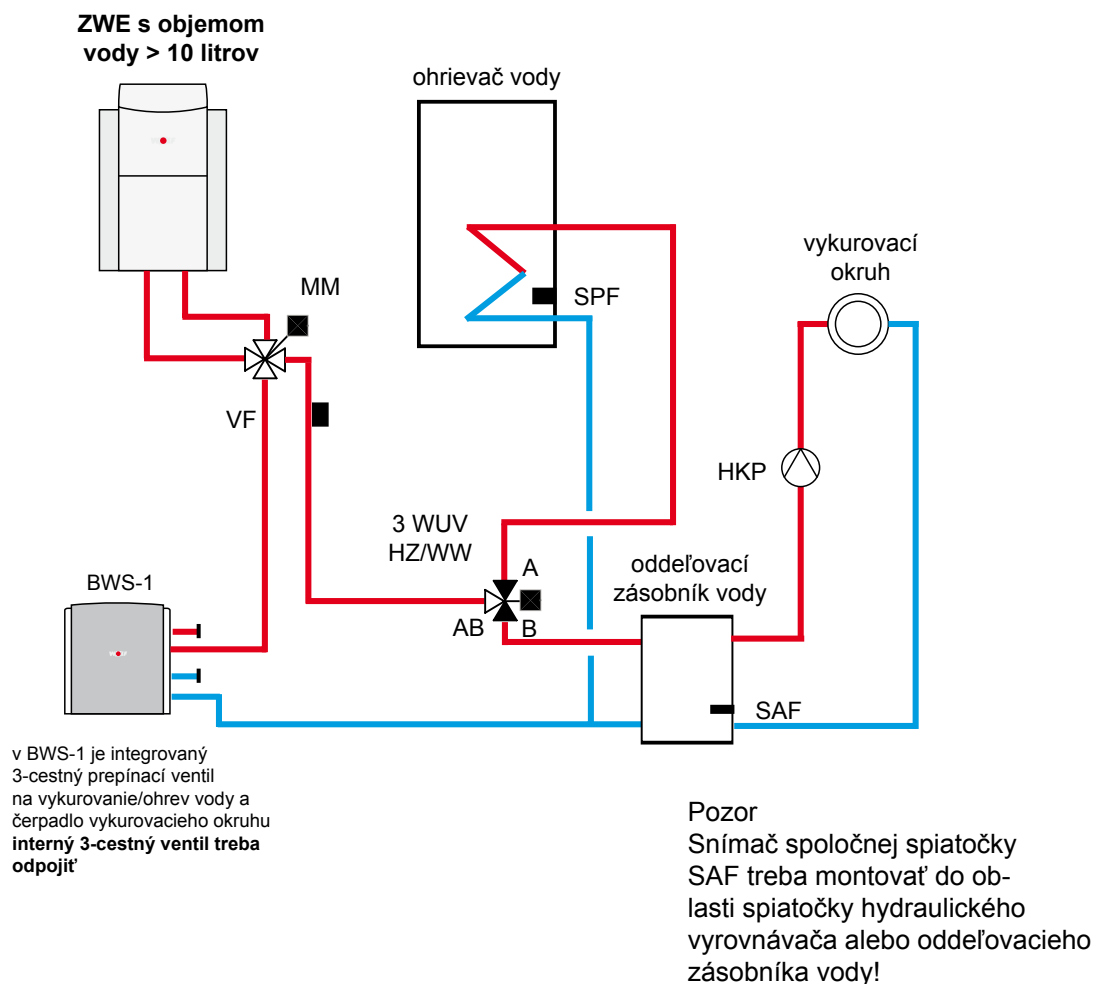 ZWE s objemom
vody > 10 litrov
ohrievač vody
vykurovací
okruh
MM
SPF
VF
HKP
3 WUV
HZ/WW
A
oddeľovací
zásobník vody
BWS-1
AB
B
SAF
v BWS-1 je integrovaný
3-cestný prepínací ventil
na vykurovanie/ohrev vody a
čerpadlo vykurovacieho okruhu
interný 3-cestný ventil treba
odpojiť
Pozor
Snímač spoločnej spiatočky
SAF treba montovať do ob-
lasti spiatočky hydraulického
vyrovnávača alebo oddeľovacieho
zásobníka vody!